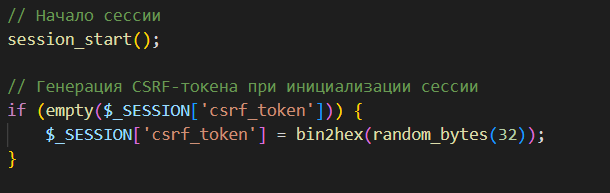 // Начало сессии
session_start();
// Генерация CSRF-токена при инициализации сессии
if (empty($_SESSION['csrf_token'])) {
    $_SESSION['csrf_token'] = bin2hex(random_bytes(32));
}